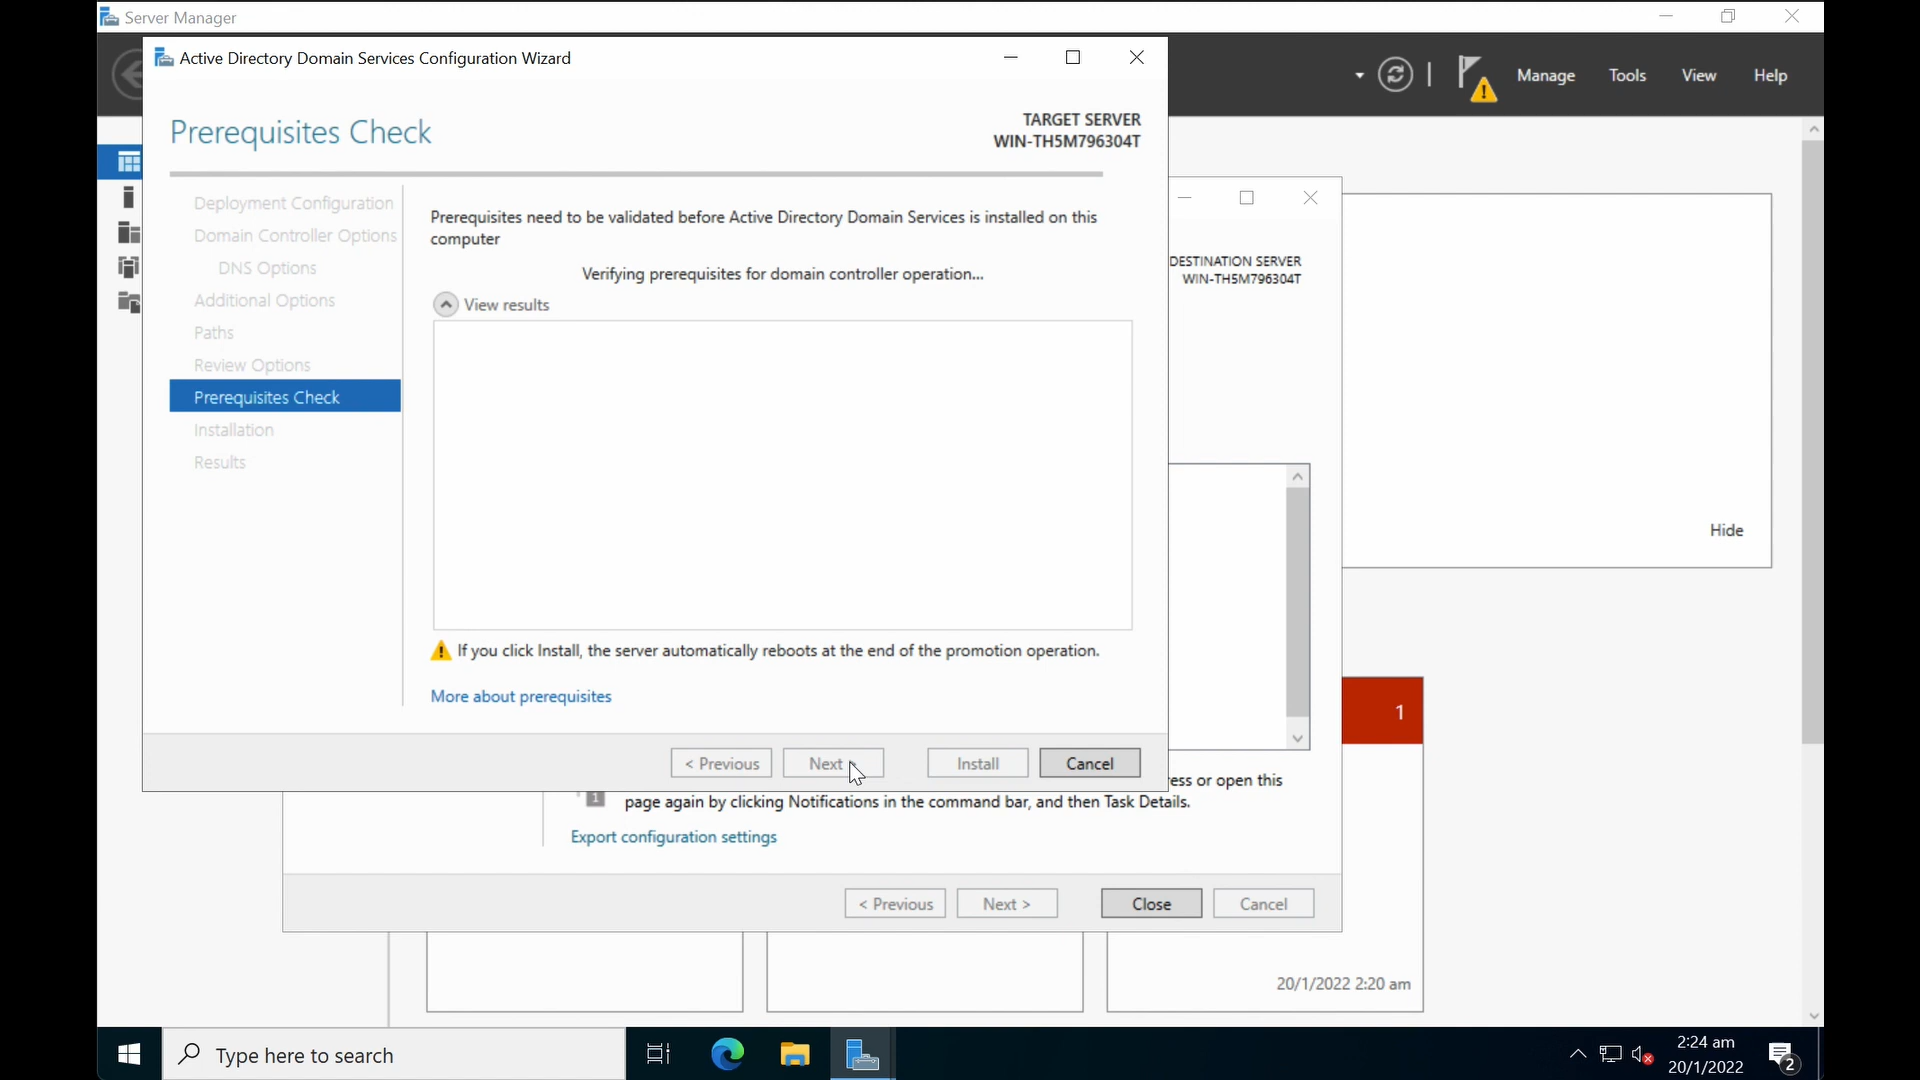 Server Manager
Active Directory Domain Services Configuration Wizard
Manage
Tools
View
Help
Prerequisites Check
TARGET SERVER
WIN-TH5M796304T
Deployment Configuration
Domain Controller Options
DNS Options
Additional Options
Paths
Review Options
Prerequisites Check
Installation
Results
Prerequisites need to be validated before Active Directory Domain Services is installed on this
computer
Verifying prerequisites for domain controller operation...
View results
If you click Install, the server automatically reboots at the end of the promotion operation.
More about prerequisites
< Previous
Next
Install
Cancel
DESTINATION SERVER
WIN-TH5M796304T
Hide
1
ess or open this
1
page again by clicking Notifications in the command bar, and then Task Details.
Export configuration settings
< Previous
Next >
Close
Cancel
20/1/2022 2:20 am
Type here to search
2:24 am
20/1/2022
2